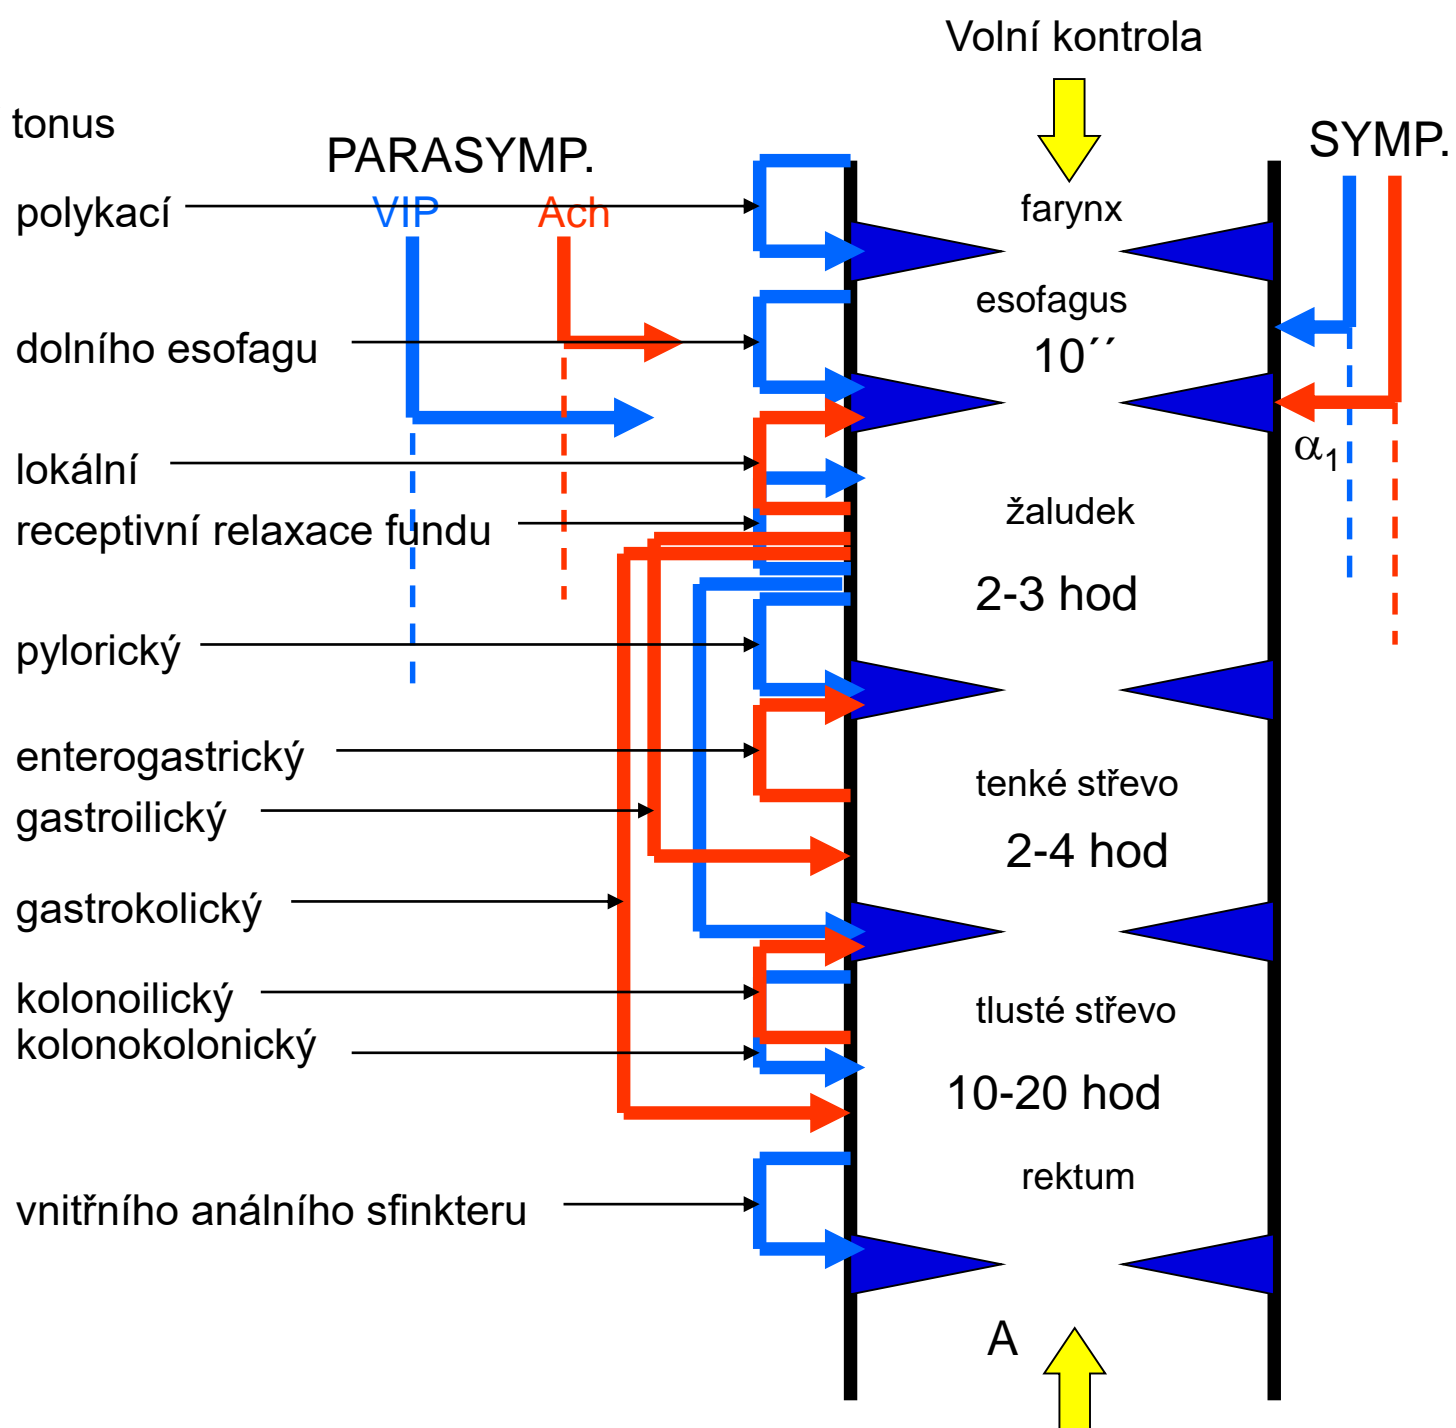 Volní kontrola
tonus
PARASYMP.
SYMP.
polykací
VIP
Ach
farynx
esofagus
dolního esofagu
10´´
lokální
α1
receptivní relaxace fundu
žaludek
2-3 hod
pylorický
enterogastrický
tenké střevo
gastroilický
2-4 hod
gastrokolický
kolonoilický
tlusté střevo
kolonokolonický
10-20 hod
rektum
vnitřního análního sfinkteru
A